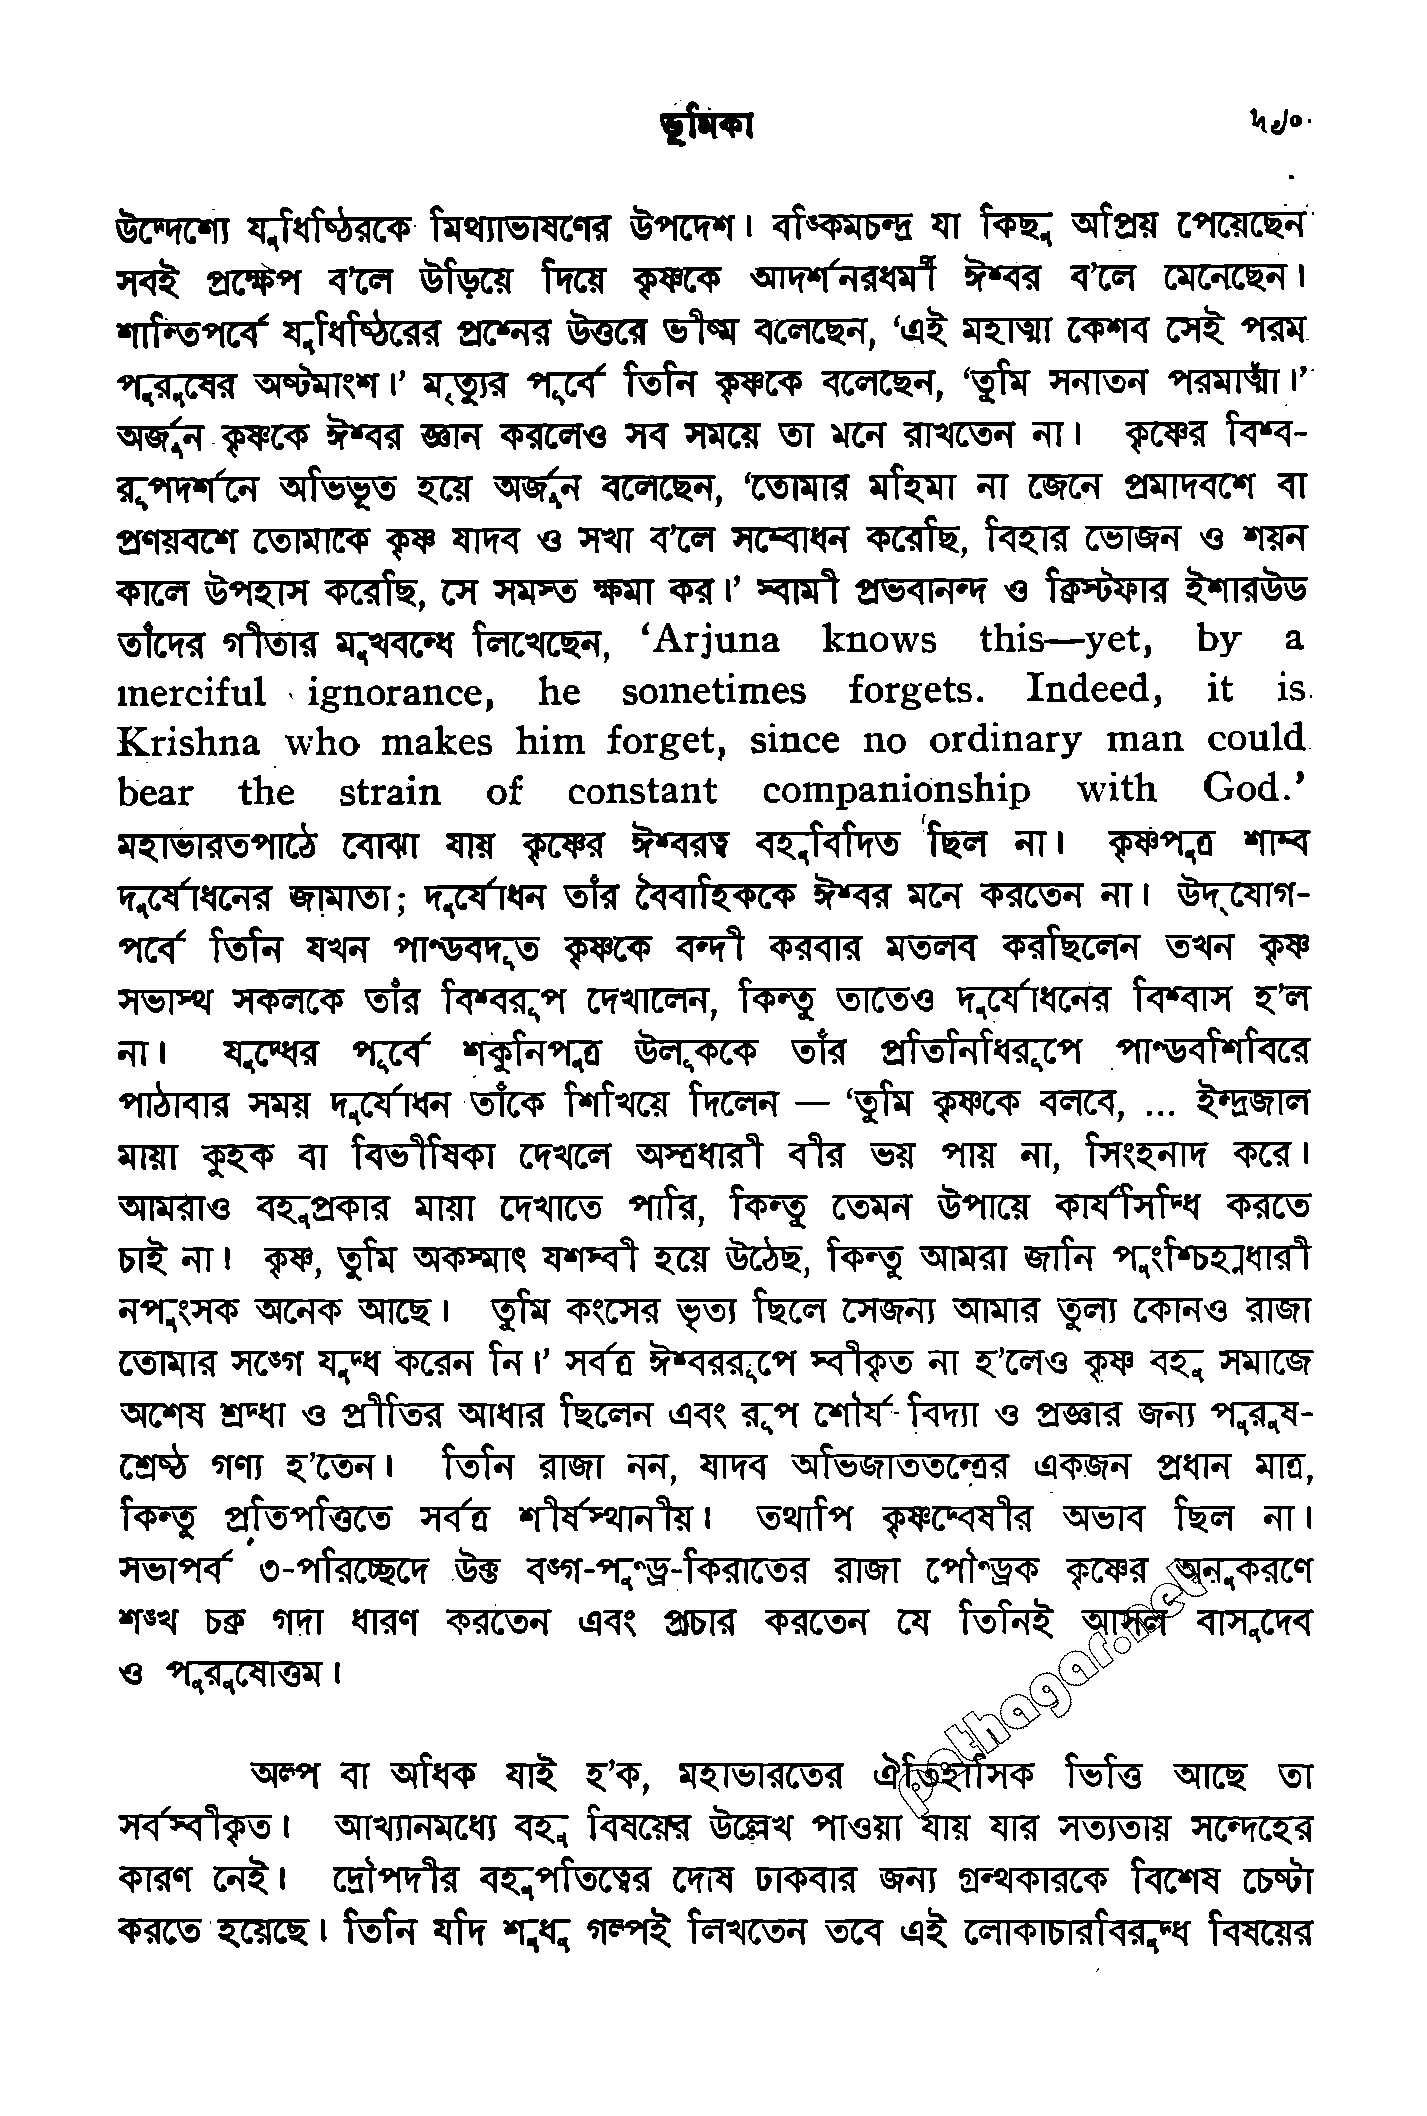 ভূমিকা
উদ্দেশ্যে যুধিষ্ঠিরকে মিথ্যাভাষণের উপদেশ। বঙ্কিমচন্দ্র যা কিছু অপ্রিয় পেয়েছেন
সবই প্রক্ষেপ ব’লে উড়িয়ে দিয়ে কৃষ্ণকে আদর্শনরধর্মী ঈশ্বর ব’লে মেনেছেন।
শান্তিপর্বে যুধিষ্ঠিরের প্রশ্নের উত্তরে ভীষ্ম বলেছেন, ‘এই মহাত্মা কেশব সেই পরম
পুরুষের অষ্টমাংশ।’ মৃত্যুর পূর্বে তিনি কৃষ্ণকে বলেছেন, ‘তুমি সনাতন পরমাত্মা।’
অর্জুন কৃষ্ণকে ঈশ্বর জ্ঞান করলেও সব সময়ে তা মনে রাখতেন না। কৃষ্ণের বিশ্ব-
রূপদর্শনে অভিভূত হয়ে অর্জুন বলেছেন, ‘তোমার মহিমা না জেনে প্রমাদবশে বা
প্রণয়বশে তোমাকে কৃষ্ণ যাদব ও সখা ব’লে সম্বোধন করেছি, বিহার ভোজন ও শয়ন
কালে উপহাস করেছি, সে সমস্ত ক্ষমা কর।’ স্বামী প্রভবানন্দ ও ক্রিস্টফার ইশারউড
তাঁদের গীতার মুখবন্ধে লিখেছেন, ‘Arjuna knows this—yet, by a
merciful ignorance, he sometimes forgets. Indeed, it is
Krishna who makes him forget, since no ordinary man could
bear the strain of constant companionship with God.’
মহাভারতপাঠে বোঝা যায় কৃষ্ণের ঈশ্বরত্ব বহুবিদিত ছিল না। কৃষ্ণপুত্র শাম্ব
দুর্যোধনের জামাতা; দুর্যোধন তাঁর বৈবাহিককে ঈশ্বর মনে করতেন না। উদ্‌যোগ-
পর্বে তিনি যখন পাণ্ডবদূত কৃষ্ণকে বন্দী করবার মতলব করছিলেন তখন কৃষ্ণ
সভাস্থ সকলকে তাঁর বিশ্বরূপ দেখালেন, কিন্তু তাতেও দুর্যোধনের বিশ্বাস হ’ল
না। যুদ্ধের পূর্বে শকুনিপুত্র উলূককে তাঁর প্রতিনিধিরূপে পাণ্ডবশিবিরে
পাঠাবার সময় দুর্যোধন তাঁকে শিখিয়ে দিলেন — ‘তুমি কৃষ্ণকে বলবে, ... ইন্দ্রজাল
মায়া কুহক বা বিভীষিকা দেখলে অস্ত্রধারী বীর ভয় পায় না, সিংহনাদ করে।
আমরাও বহুপ্রকার মায়া দেখাতে পারি, কিন্তু তেমন উপায়ে কার্যসিদ্ধি করতে
চাই না। কৃষ্ণ, তুমি অকস্মাৎ যশস্বী হয়ে উঠেছ, কিন্তু আমরা জানি পুংশ্চিহ্নধারী
নপুংসক অনেক আছে। তুমি কংসের ভৃত্য ছিলে সেজন্য আমার তুল্য কোনও রাজা
তোমার সঙ্গে যুদ্ধ করেন নি।’ সর্বত্র ঈশ্বররূপে স্বীকৃত না হ’লেও কৃষ্ণ বহু সমাজে
অশেষ শ্রদ্ধা ও প্রীতির আধার ছিলেন এবং রূপ শৌর্য বিদ্যা ও প্রজ্ঞার জন্য পুরুষ-
শ্রেষ্ঠ গণ্য হ’তেন। তিনি রাজা নন, যাদব অভিজাততন্ত্রের একজন প্রধান মাত্র,
কিন্তু প্রতিপত্তিতে সর্বত্র শীর্ষস্থানীয়। তথাপি কৃষ্ণদ্বেষীর অভাব ছিল না।
সভাপর্ব ৩-পরিচ্ছেদে উক্ত বঙ্গ-পুণ্ড্র-কিরাতের রাজা পৌণ্ড্রক কৃষ্ণের অনুকরণে
শঙ্খ চক্র গদা ধারণ করতেন এবং প্রচার করতেন যে তিনিই আসল বাসুদেব
ও পুরুষোত্তম।
অল্প বা অধিক যাই হ’ক, মহাভারতের ঐতিহাসিক ভিত্তি আছে তা
সর্বস্বীকৃত। আখ্যানমধ্যে বহু বিষয়ের উল্লেখ পাওয়া যায় যার সত্যতায় সন্দেহের
কারণ নেই। দ্রৌপদীর বহুপতিত্বের দোষ ঢাকবার জন্য গ্রন্থকারকে বিশেষ চেষ্টা
করতে হয়েছে। তিনি যদি শুধু গল্পই লিখতেন তবে এই লোকাচারবিরুদ্ধ বিষয়ের
pathagar.net